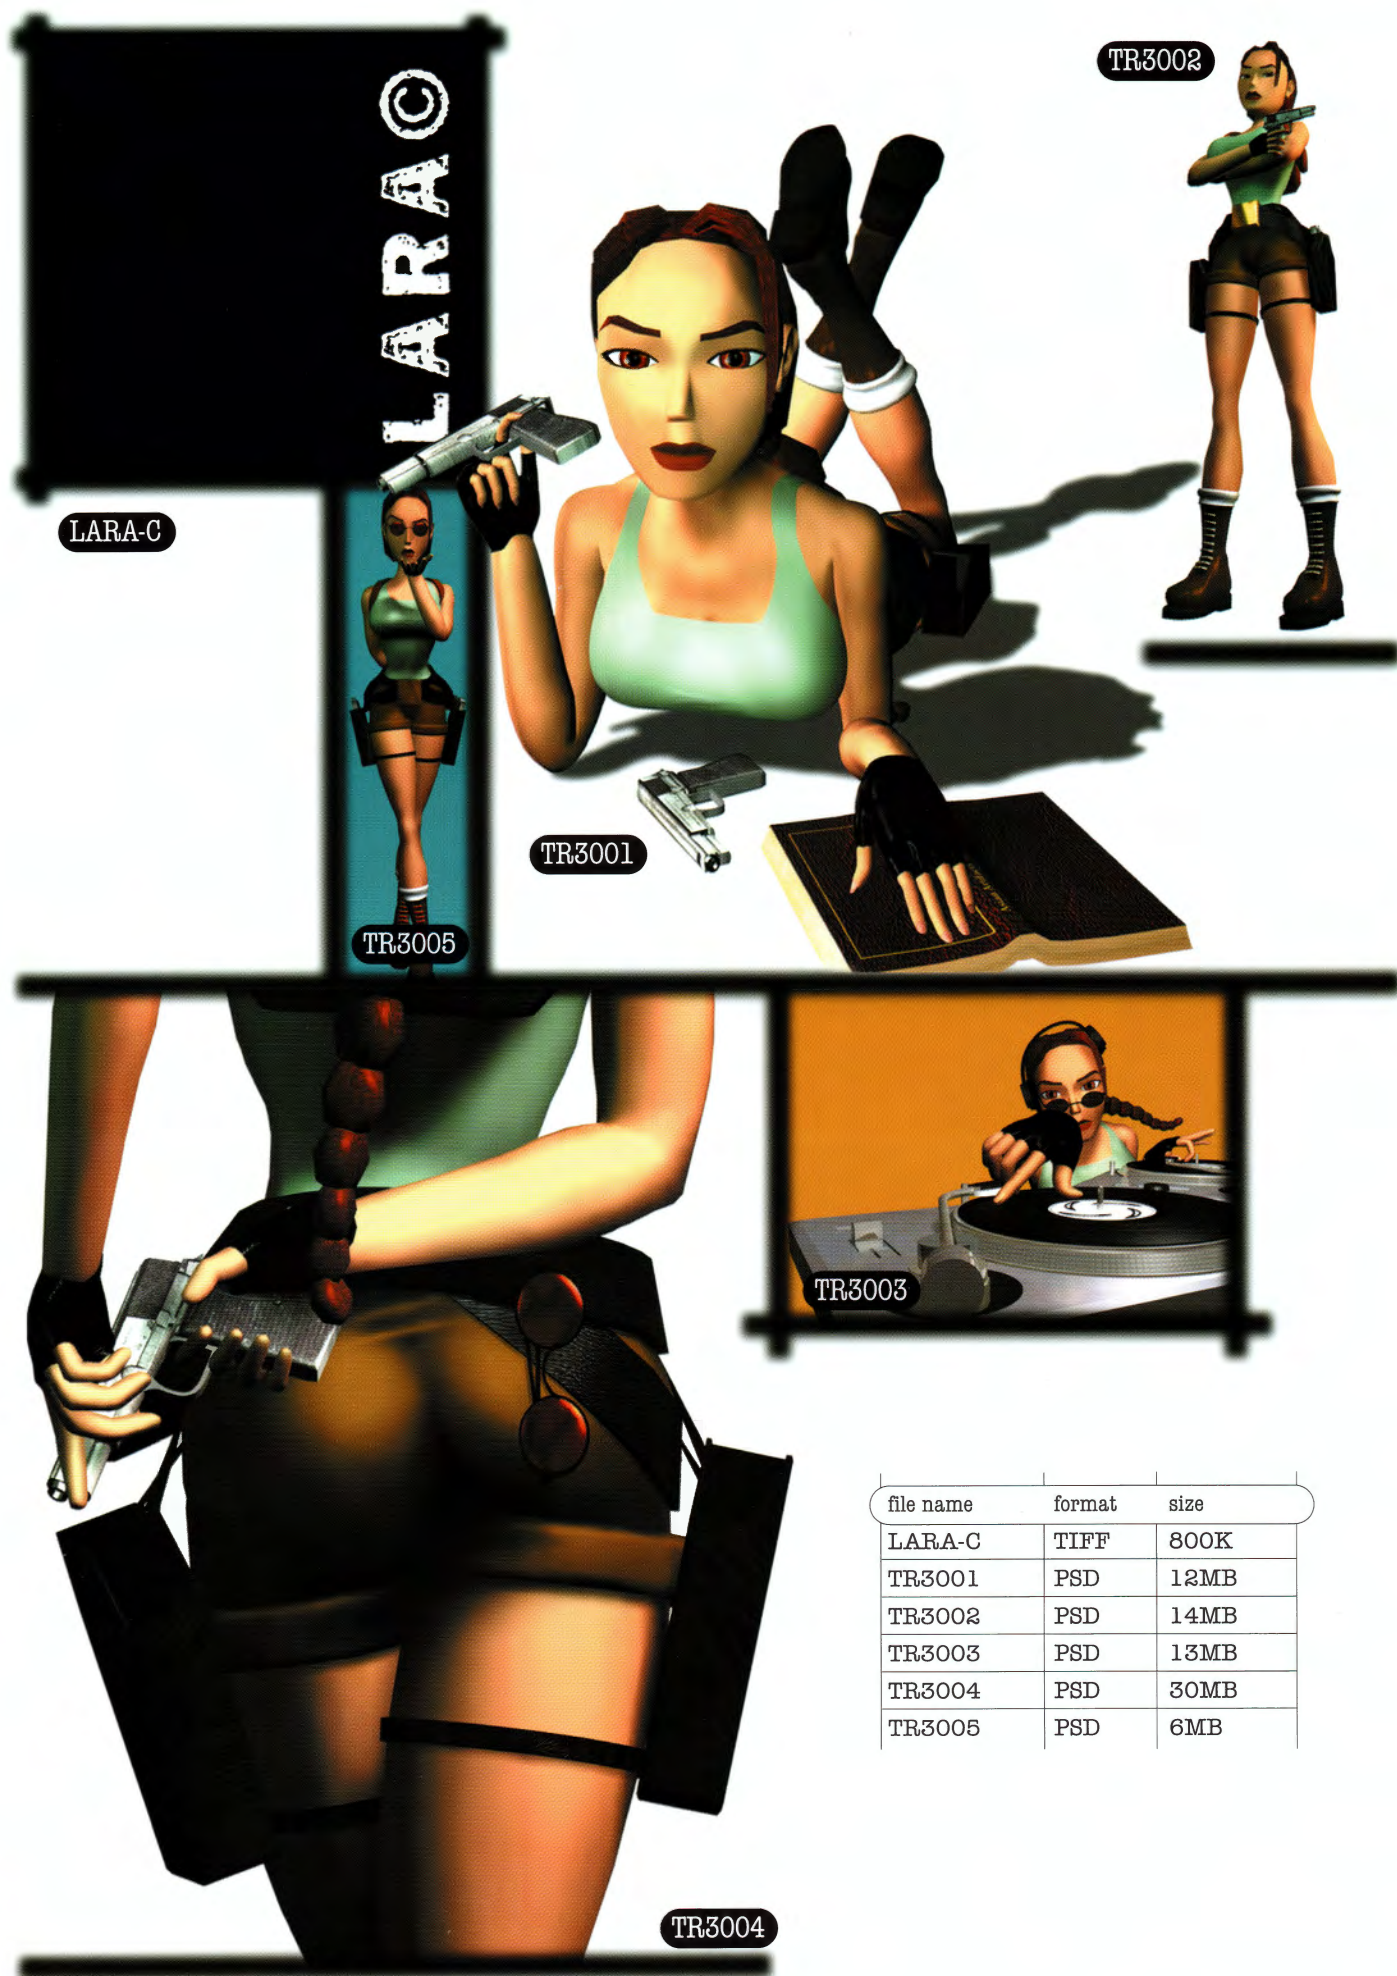 LARA©
TR3002
LARA-C
TR3001
TR3005
TR3003
file name format size
LARA-C TIFF 800K
TR3001 PSD 12MB
TR3002 PSD 14MB
TR3003 PSD 13MB
TR3004 PSD 30MB
TR3005 PSD 6MB
TR3004